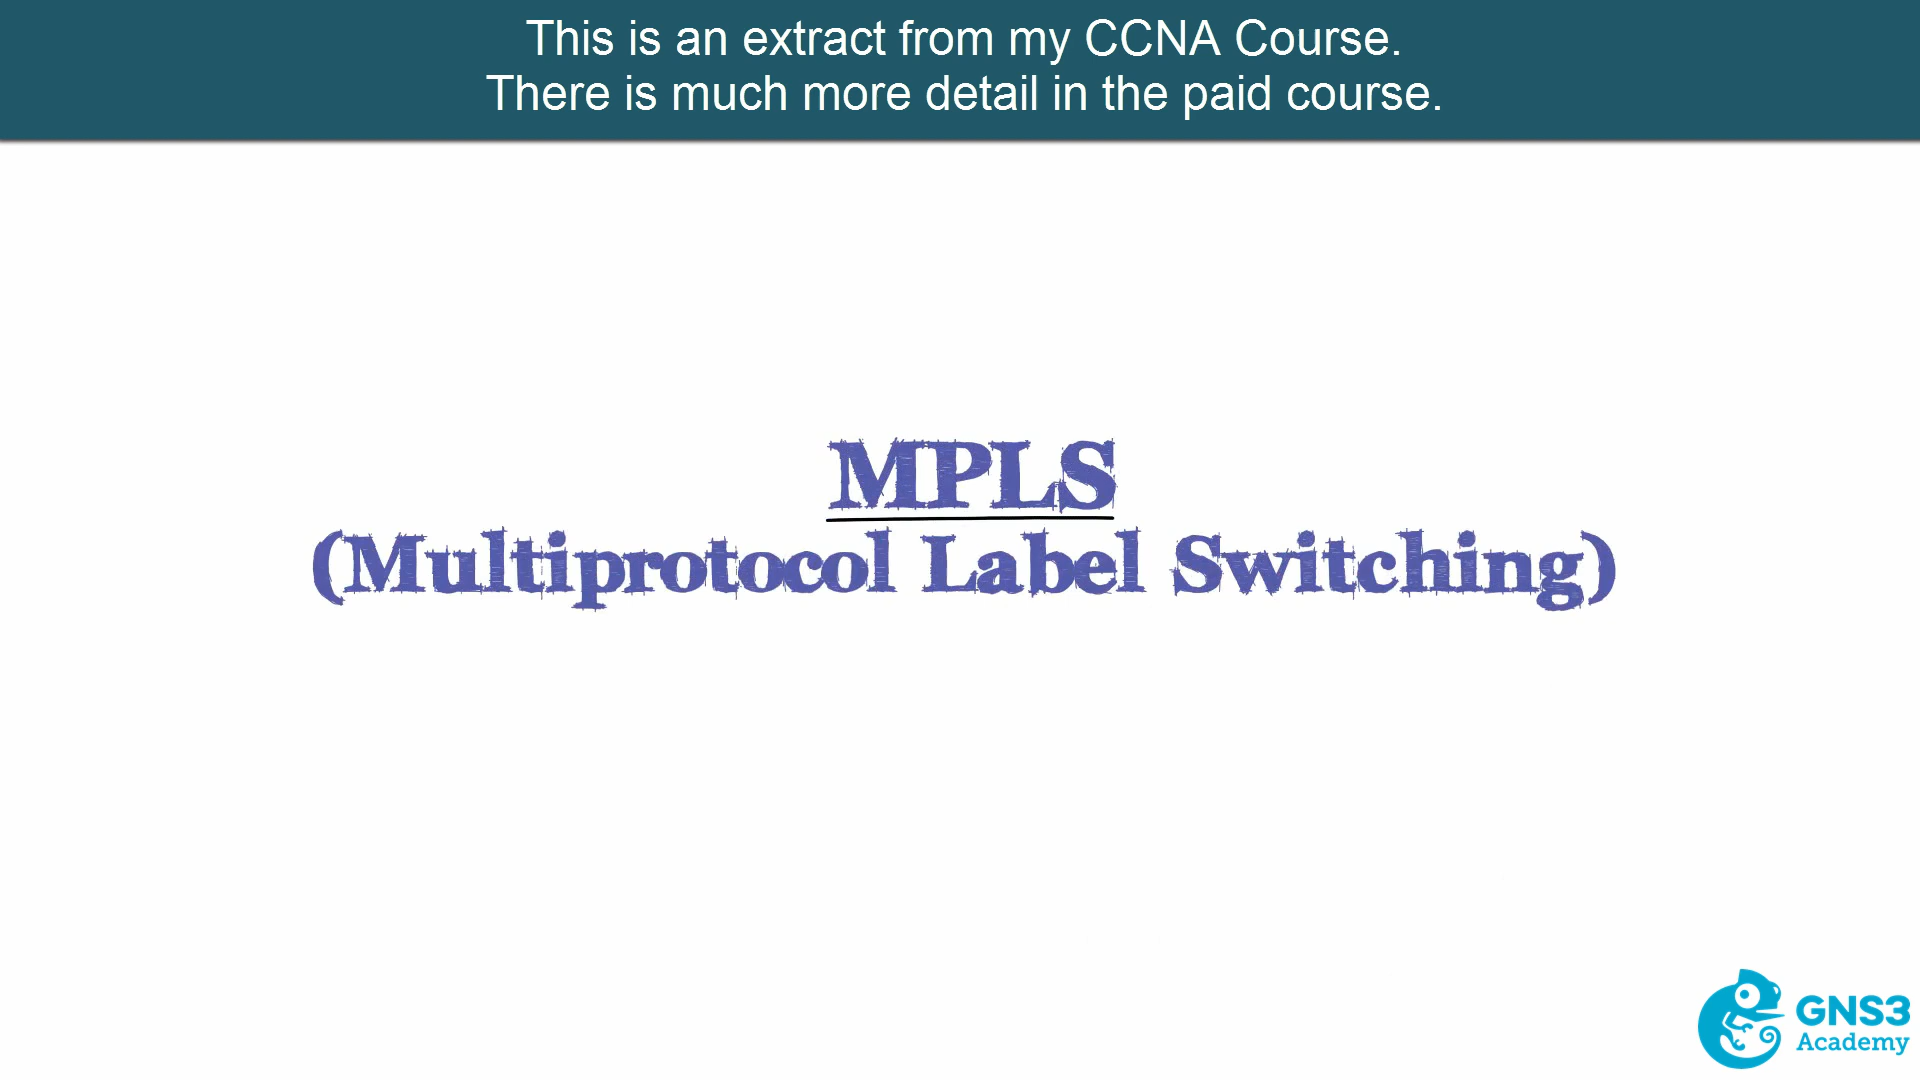 This is an extract from my CCNA Course.
There is much more detail in the paid course.
MPLS
(Multiprotocol Label Switching)
GNS3
Academy